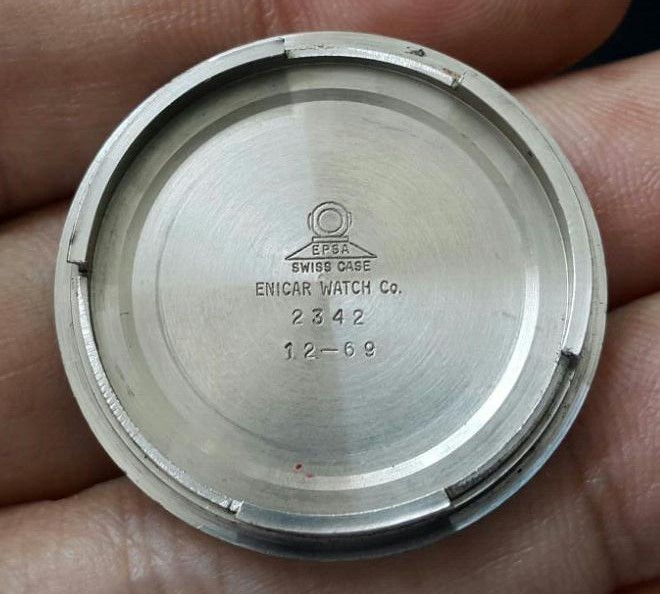 EPSA
SWISS CASE
ENICAR WATCH Co.
2342
12-69